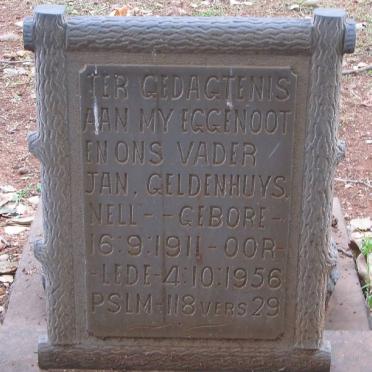 TER GEDAGTENIS
AAN MY EGGENOOT
EN ONS VADER
JAN. GELDENHUYS.
NELL - - GEBORE -
16:9:1911 - OOR-
- LEDE - 4:10:1956
PSLM - 118 VERS 29